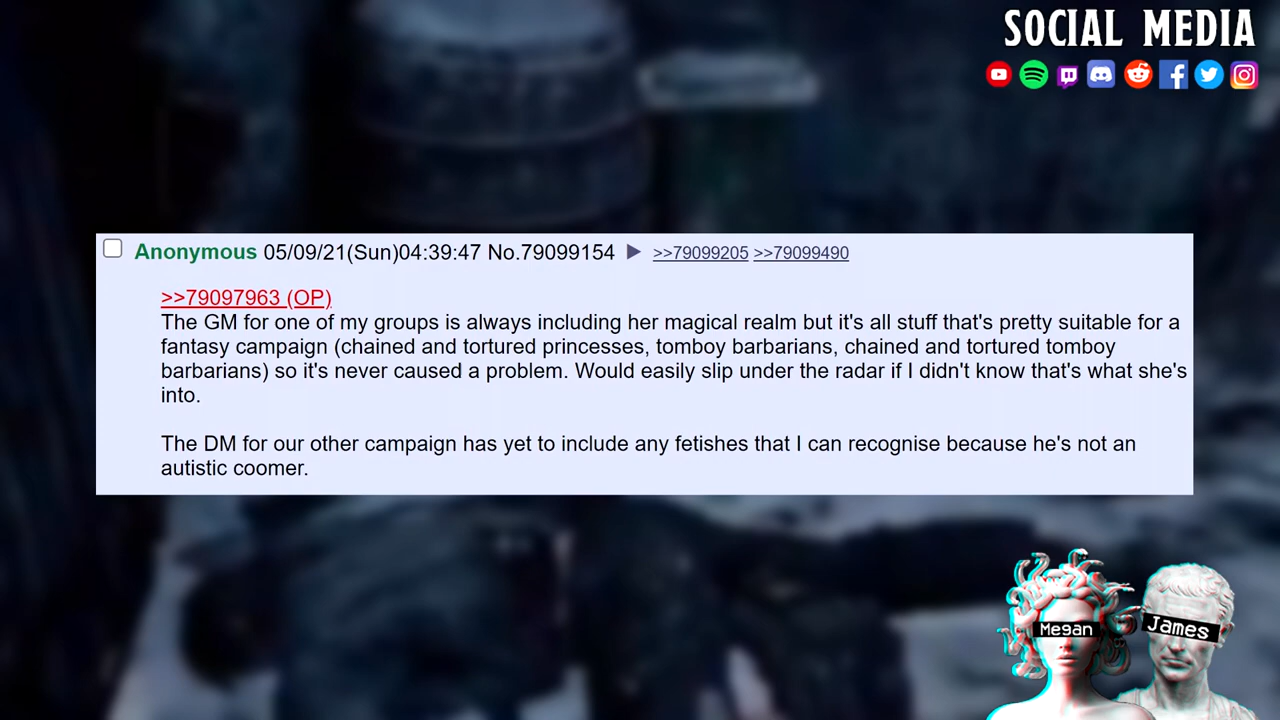 SOCIAL MEDIA
Anonymous 05/09/21(Sun)04:39:47 No.79099154 ▶ >>79099205 >>79099490
>>79097963 (OP)
The GM for one of my groups is always including her magical realm but it's all stuff that's pretty suitable for a
fantasy campaign (chained and tortured princesses, tomboy barbarians, chained and tortured tomboy
barbarians) so it's never caused a problem. Would easily slip under the radar if I didn't know that's what she's
into.
The DM for our other campaign has yet to include any fetishes that I can recognise because he's not an
autistic coomer.
Megan
James